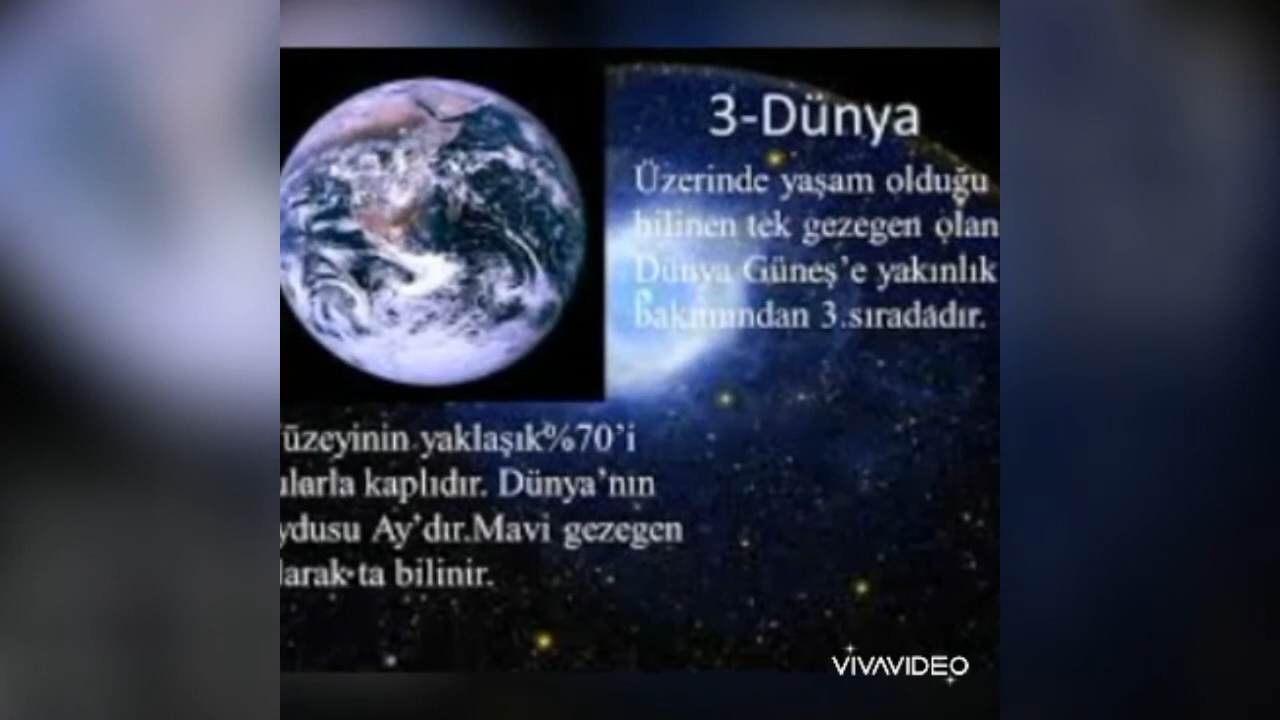 3-Dünya
Üzerinde yaşam olduğu
bilinen tek gezegen olan
Dünya Güneş'e yakınlık
bakımından 3.sıradadır.
üzeyinin yaklaşık%70'i
ularla kaplıdır. Dünya'nın
ydusu Ay'dır.Mavi gezegen
larak ta bilinir.
VIVAVIDEO